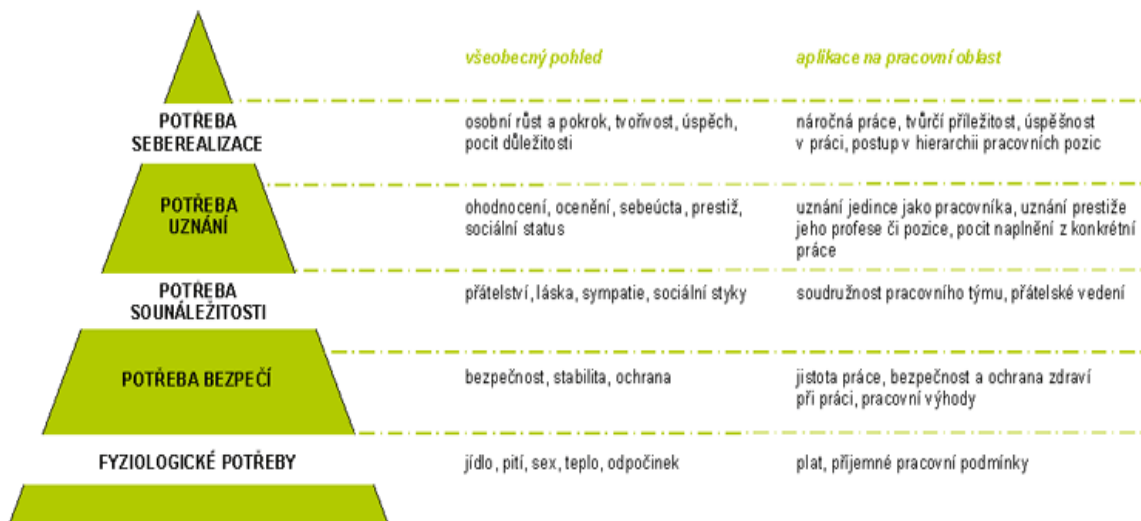 všeobecný pohled
aplikace na pracovní oblast
POTŘEBA
SEBEREALIZACE
osobní růst a pokrok, tvořivost, úspěch,
pocit důležitosti
náročná práce, tvůrčí příležitost, úspěšnost
v práci, postup v hierarchii pracovních pozic
POTŘEBA
UZNÁNÍ
ohodnocení, ocenění, sebeúcta, prestiž,
sociální status
uznání jedince jako pracovníka, uznání prestiže
jeho profese či pozice, pocit naplnění z konkrétní
práce
POTŘEBA
SOUNÁLEŽITOSTI
přátelství, láska, sympatie, sociální styky
soudružnost pracovního týmu, přátelské vedení
POTŘEBA BEZPEČÍ
bezpečnost, stabilita, ochrana
jistota práce, bezpečnost a ochrana zdraví
při práci, pracovní výhody
FYZIOLOGICKÉ POTŘEBY
jídlo, pití, sex, teplo, odpočinek
plat, příjemné pracovní podmínky